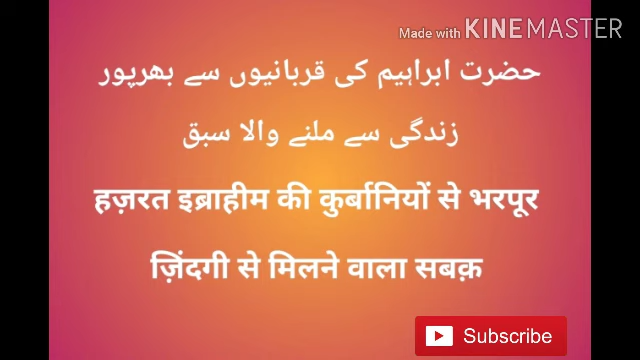 Made with KINEMASTER
حضرت ابراہیم کی قربانیوں سے بھرپور
زندگی سے ملنے والا سبق
हज़रत इब्राहीम की कुर्बानियों से भरपूर
ज़िंदगी से मिलने वाला सबक़
Subscribe